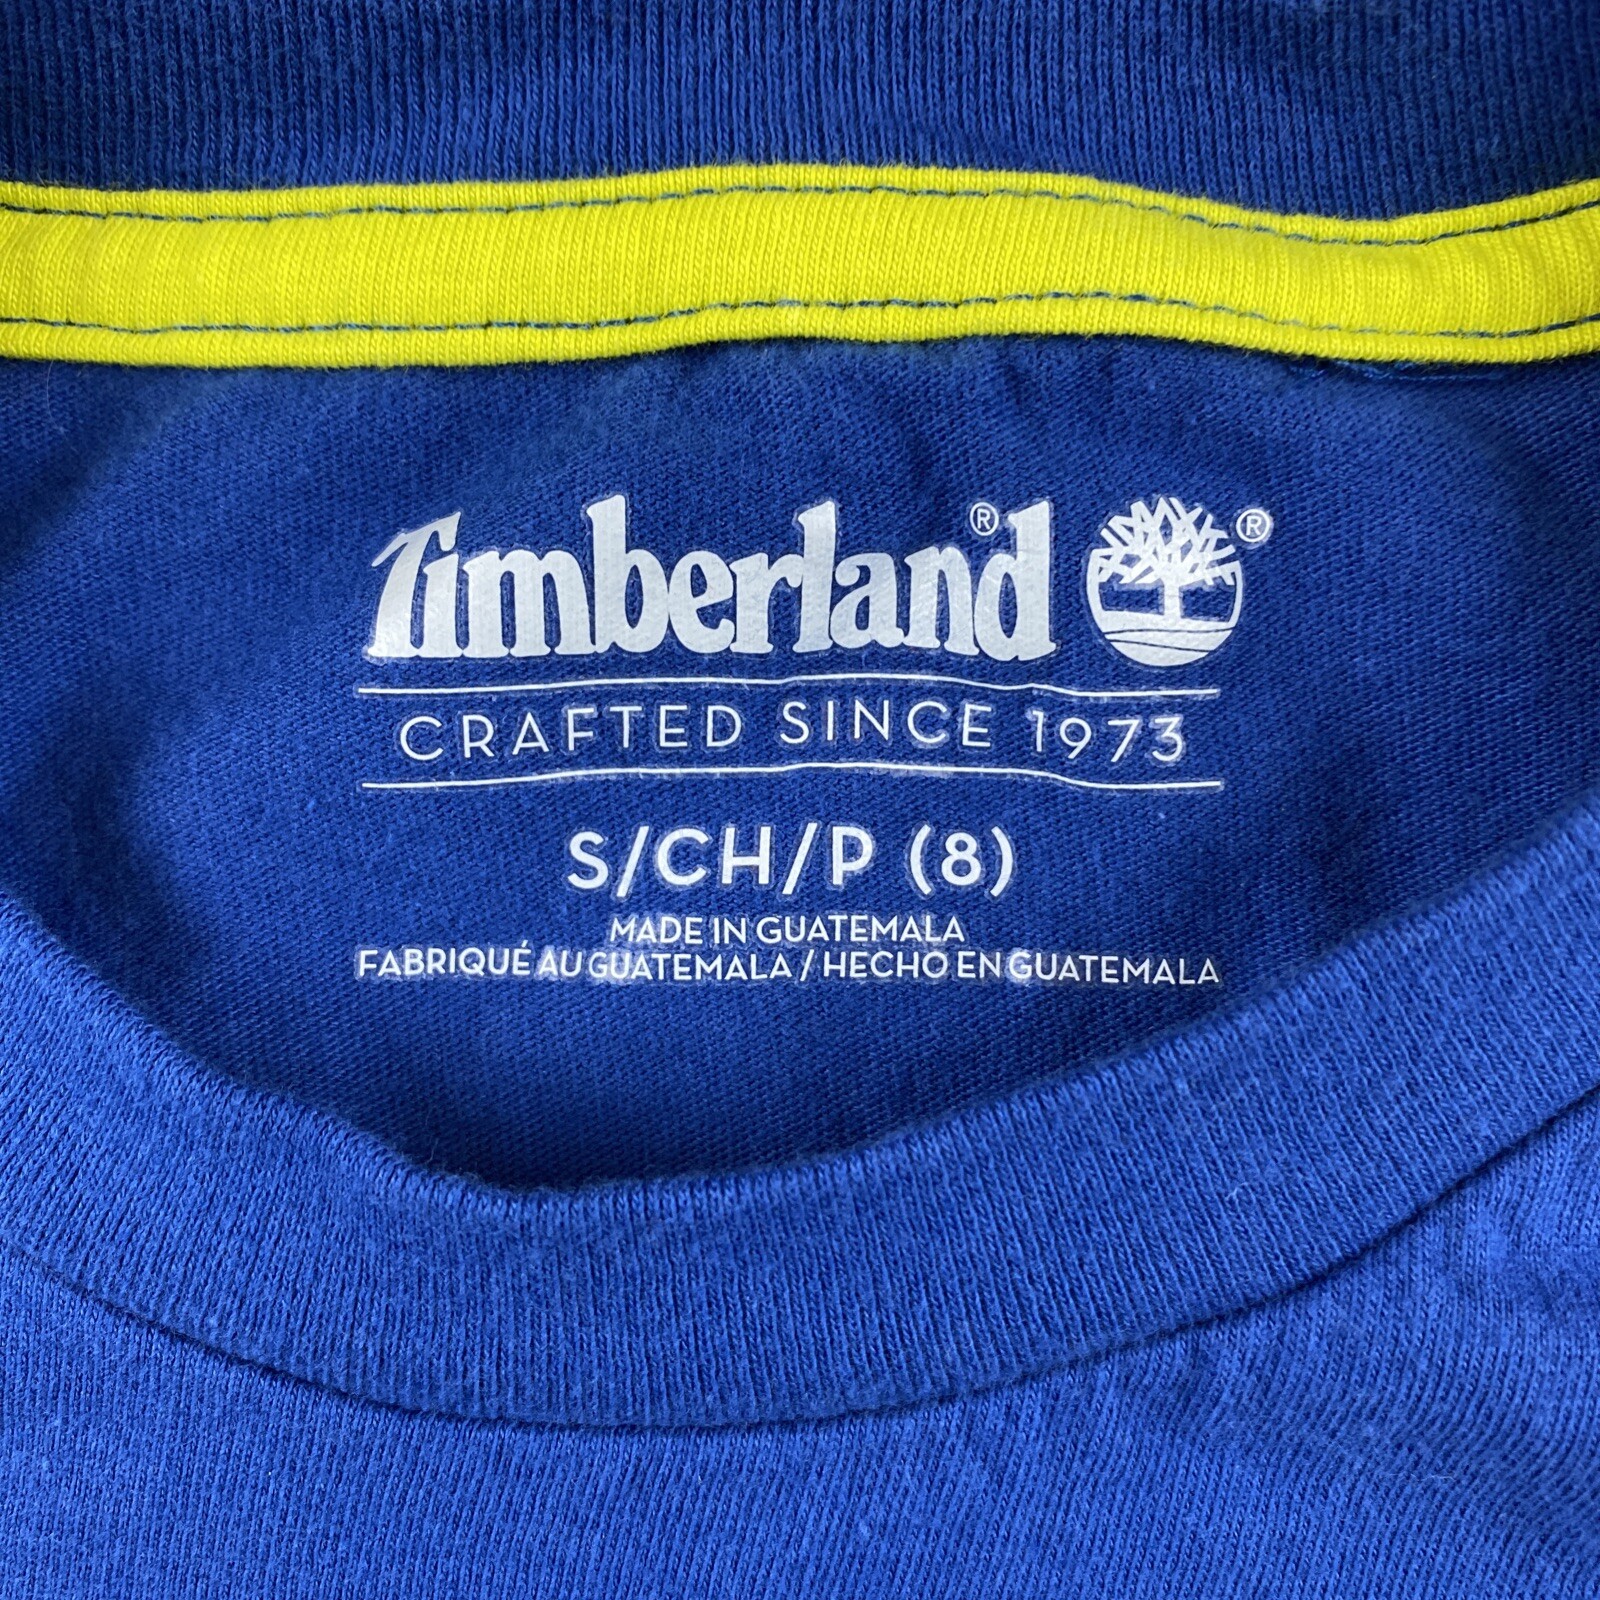 Timberland® ®
CRAFTED SINCE 1973
S/CH/P (8)
MADE IN GUATEMALA
FABRIQUÉ AU GUATEMALA / HECHO EN GUATEMALA